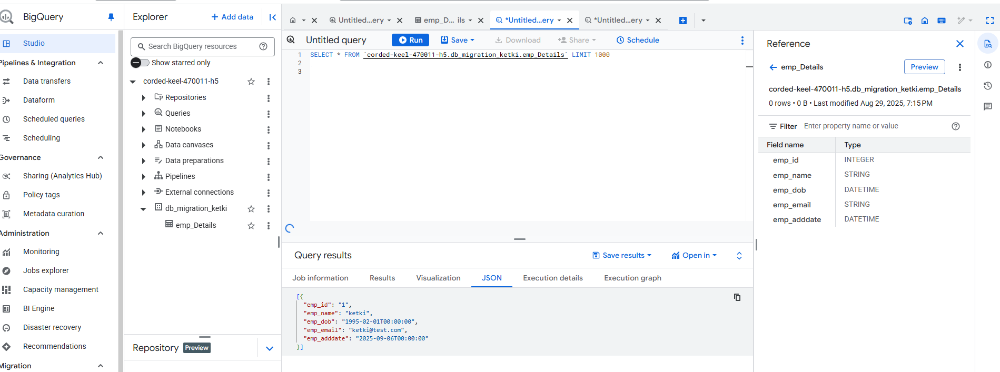 BigQuery
Studio
Pipelines & Integration
Data transfers
Dataform
Scheduled queries
Scheduling
Governance
Sharing (Analytics Hub)
Policy tags
Metadata curation
Administration
Monitoring
Jobs explorer
Capacity management
BI Engine
Disaster recovery
Recommendations
Migration
Explorer
+ Add data
Search BigQuery resources
Show starred only
corded-keel-470011-h5
Repositories
Queries
Notebooks
Data canvases
Data preparations
Pipelines
External connections
db_migration_ketki
emp_Details
Repository Preview
Untitled...ery
emp_D... ils
*Untitled...ery
*Untitled...ery
Untitled query
Run
Save
Download
Share
Schedule
1 SELECT * FROM `corded-keel-470011-h5.db_migration_ketki.emp_Details` LIMIT 1000
2
3
Query results
Save results
Open in
Job information
Results
Visualization
JSON
Execution details
Execution graph
[{
"emp_id": "1",
"emp_name": "ketki",
"emp_dob": "1995-02-01T00:00:00",
"emp_email": "ketki@test.com",
"emp_adddate": "2025-09-06T00:00:00"
}]
Reference
emp_Details
Preview
corded-keel-470011-h5.db_migration_ketki.emp_Details
0 rows • 0 B • Last modified Aug 29, 2025, 7:15 PM
Filter Enter property name or value
Field name Type
emp_id INTEGER
emp_name STRING
emp_dob DATETIME
emp_email STRING
emp_adddate DATETIME